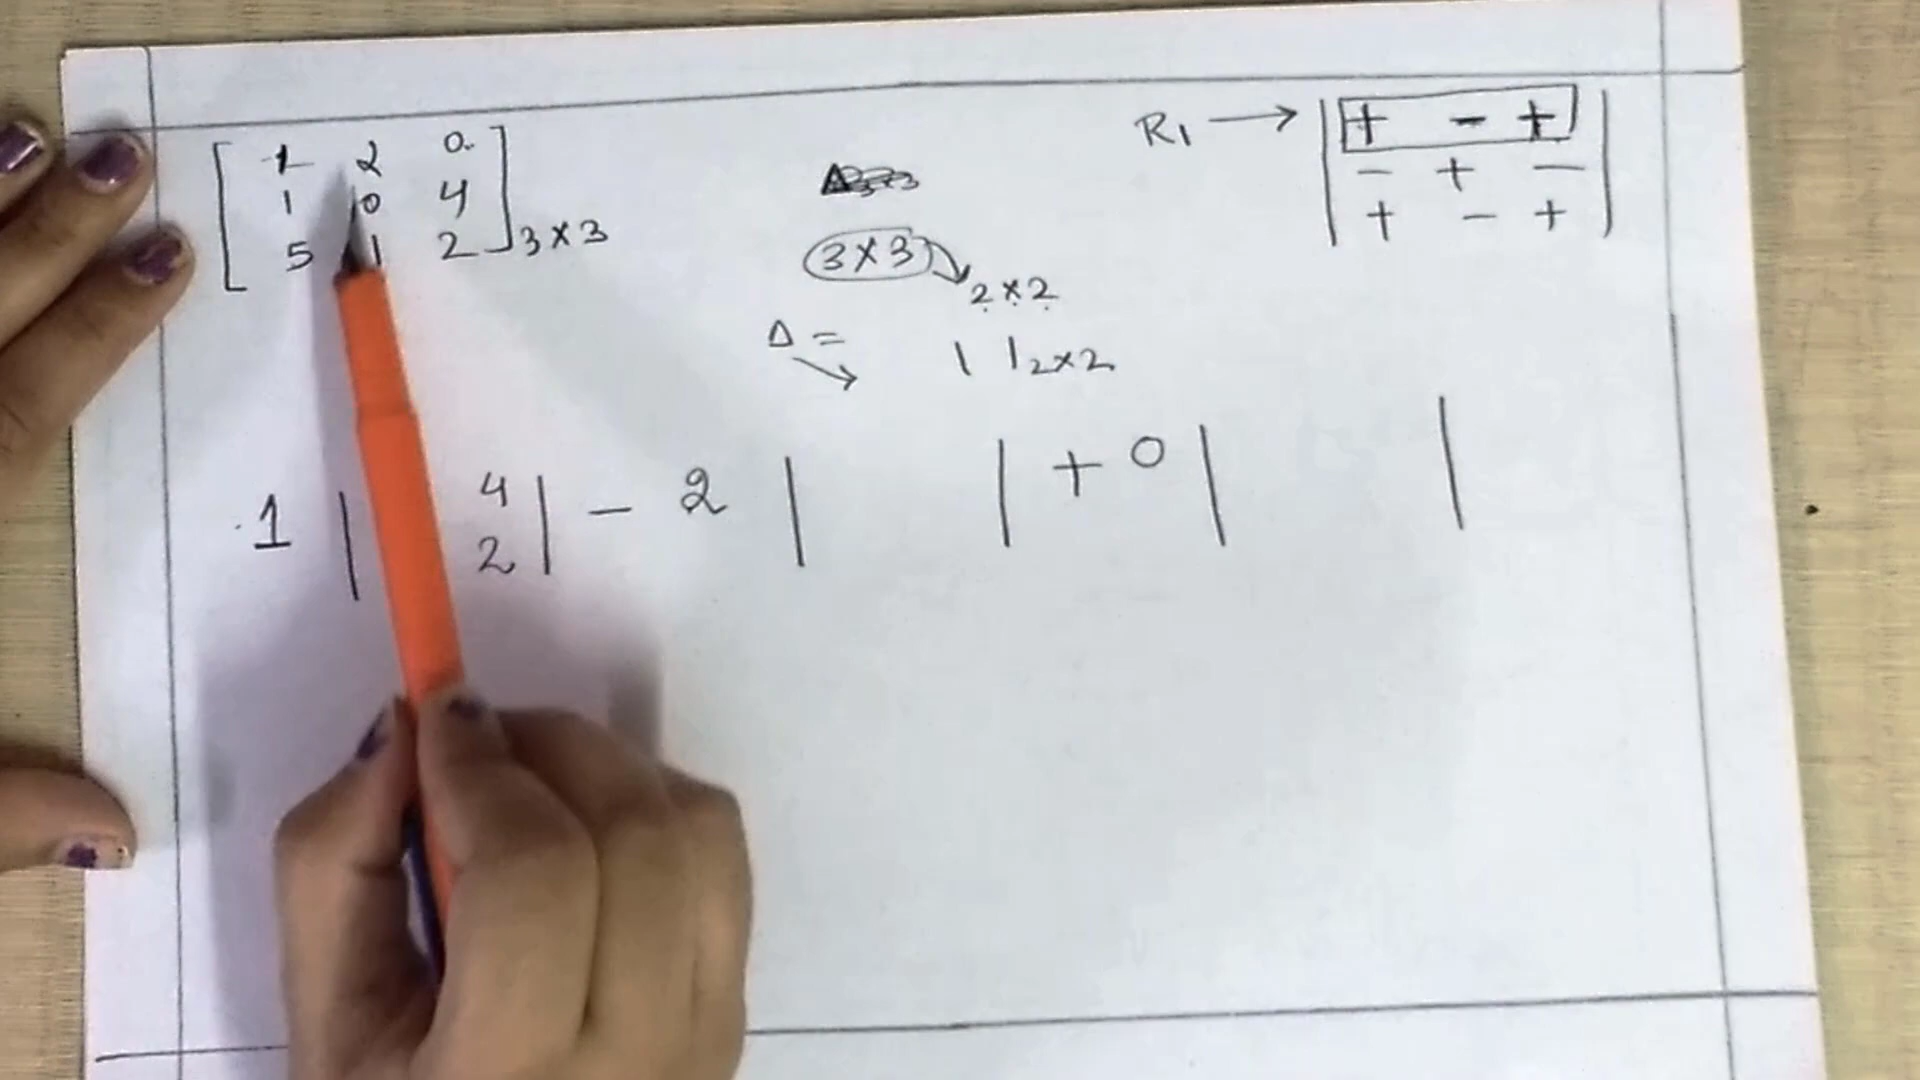 [ 1 2 0
1 0 4
5 1 2 ] 3×3
R1 → | + - + |
- + -
+ - +
3×3
2×2
Δ =
| | 2×2
1 | 4 | - 2 | | + 0 | |
2